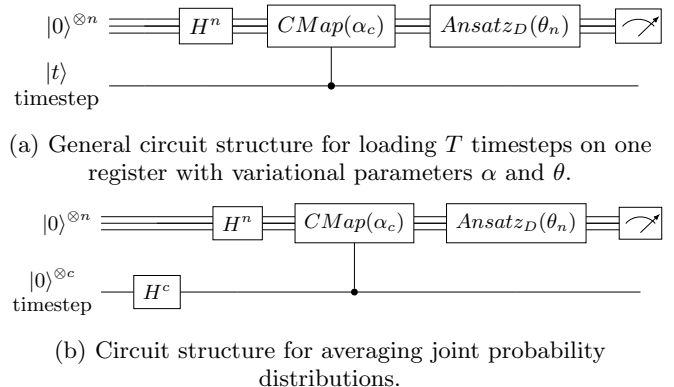 |0⟩^{⊗n} H^n CMap(α_c) Ansatz_D(θ_n)
|t⟩
timestep
(a) General circuit structure for loading T timesteps on one
register with variational parameters α and θ.
|0⟩^{⊗n} H^n CMap(α_c) Ansatz_D(θ_n)
|0⟩^{⊗c} H^c
timestep
(b) Circuit structure for averaging joint probability
distributions.